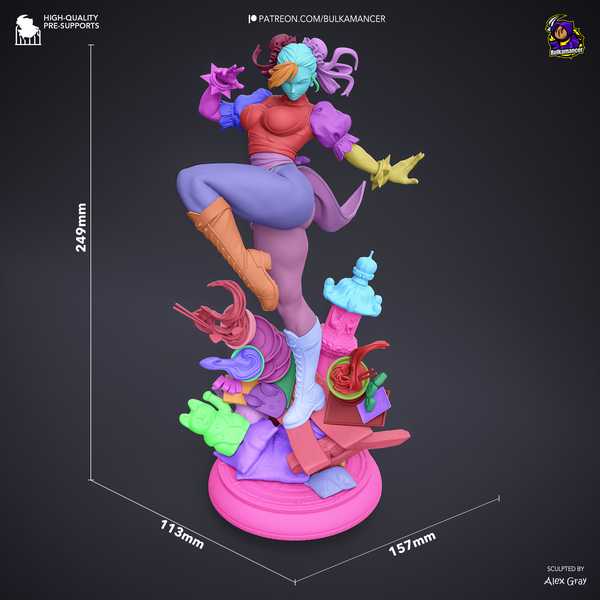 HIGH-QUALITY
PRE-SUPPORTS
PATREON.COM/BULKAMANCER
Bulkamancer
249mm
113mm
157mm
SCULPTED BY
Alex Gray